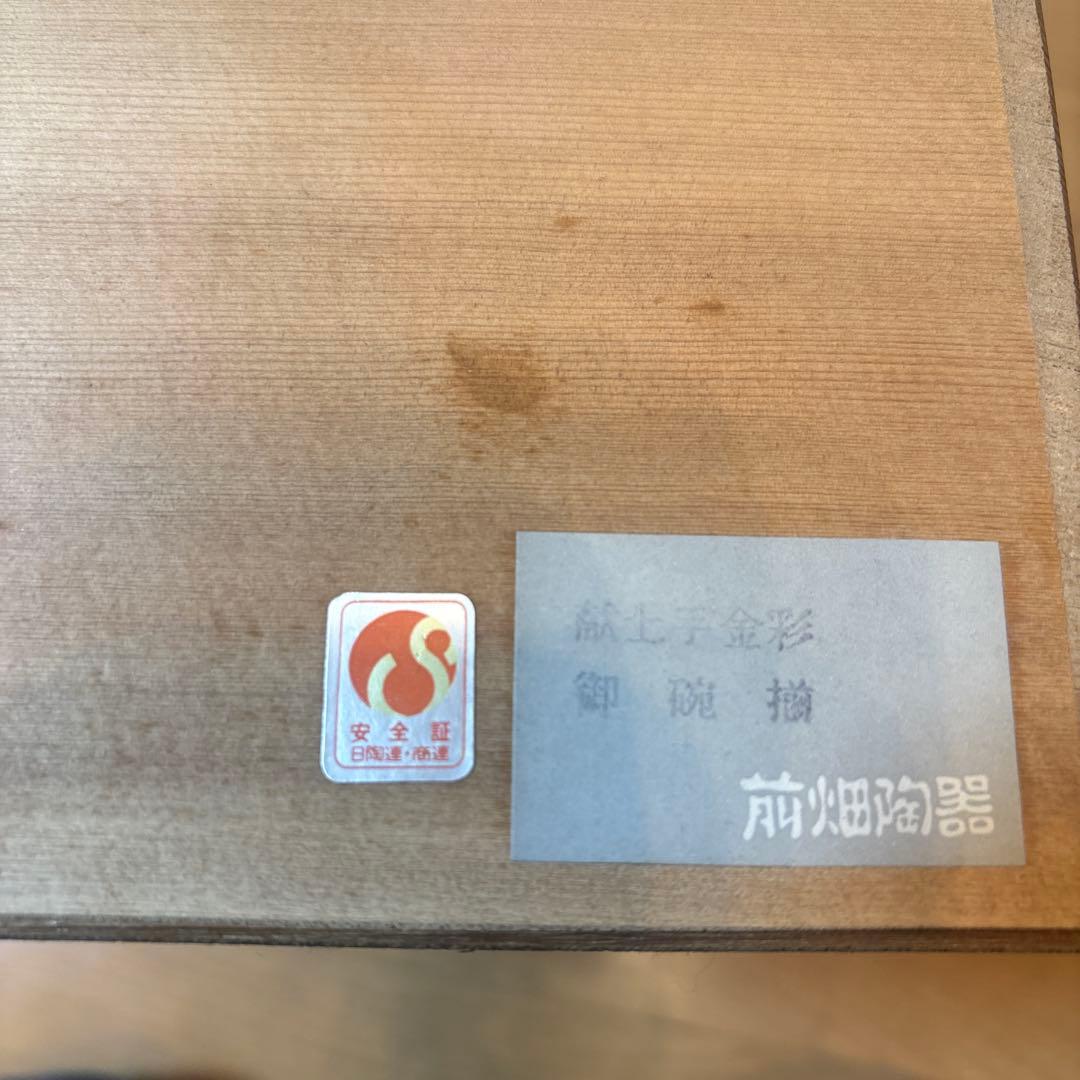 安全証
日陶連・商連
献上手金彩
御 碗 揃
前畑陶器